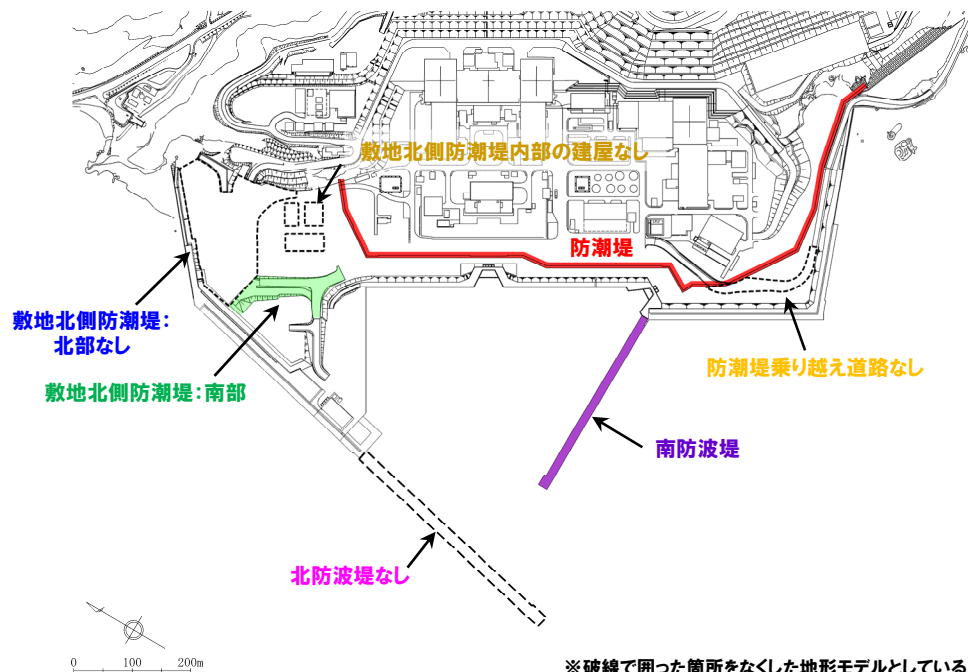 敷地北側防潮堤内部の建屋なし
防潮堤
敷地北側防潮堤:
北部なし
敷地北側防潮堤:南部
防潮堤乗り越え道路なし
南防波堤
北防波堤なし
0 100 200m
※破線で囲った箇所をなくした地形モデルとしている